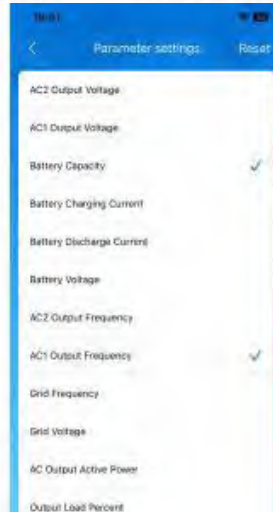 Parameter settings
Reset
AC2 Output Voltage
AC1 Output Voltage
Battery Capacity
Battery Charging Current
Battery Discharge Current
Battery Voltage
AC2 Output Frequency
AC1 Output Frequency
Grid Frequency
Grid Voltage
AC Output Active Power
Output Load Percent